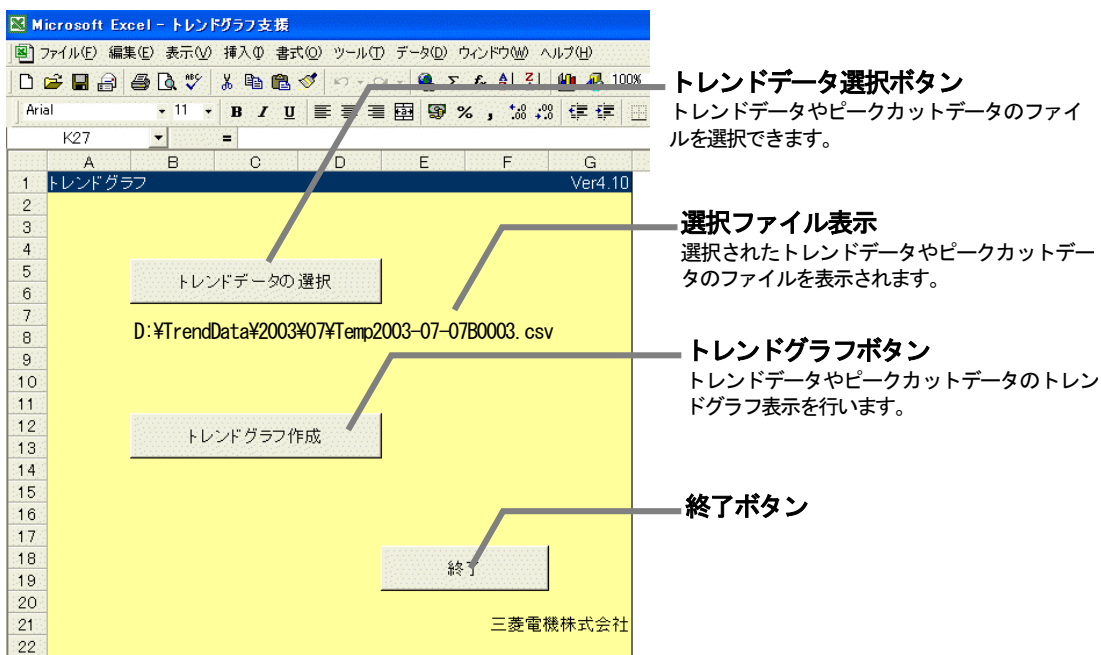 Microsoft Excel - トレンドグラフ支援
ファイル(F) 編集(E) 表示(V) 挿入(I) 書式(O) ツール(T) データ(D) ウィンドウ(W) ヘルプ(H)
100%
Arial 11 B I U % ,
K27 =
A B C D E F G
1 トレンドグラフ Ver4.10
2
3
4
5
トレンドデータの選択
6
7
8 D:¥TrendData¥2003¥07¥Temp2003-07-07B0003.csv
9
10
11
12
トレンドグラフ作成
13
14
15
16
17
18
終了
19
20
21 三菱電機株式会社
22
トレンドデータ選択ボタン
トレンドデータやピークカットデータのファイ
ルを選択できます。
選択ファイル表示
選択されたトレンドデータやピークカットデー
タのファイルを表示されます。
トレンドグラフボタン
トレンドデータやピークカットデータのトレン
ドグラフ表示を行います。
終了ボタン